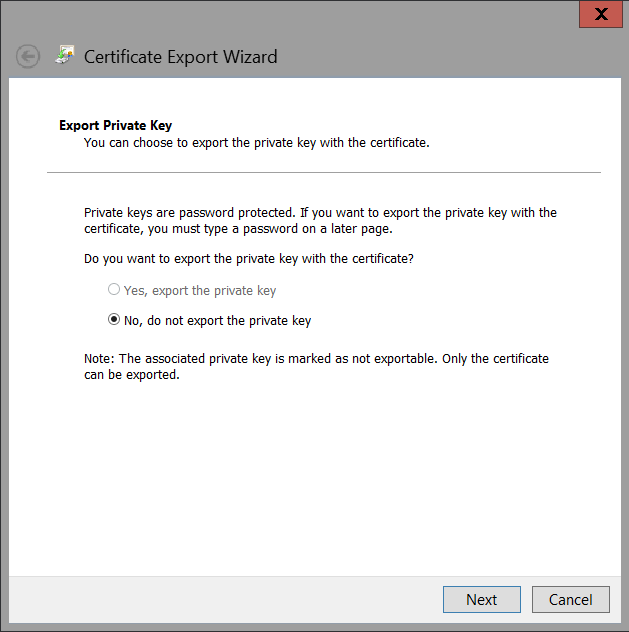 X
Certificate Export Wizard
Export Private Key
You can choose to export the private key with the certificate.
Private keys are password protected. If you want to export the private key with the
certificate, you must type a password on a later page.
Do you want to export the private key with the certificate?
Yes, export the private key
No, do not export the private key
Note: The associated private key is marked as not exportable. Only the certificate
can be exported.
Next
Cancel